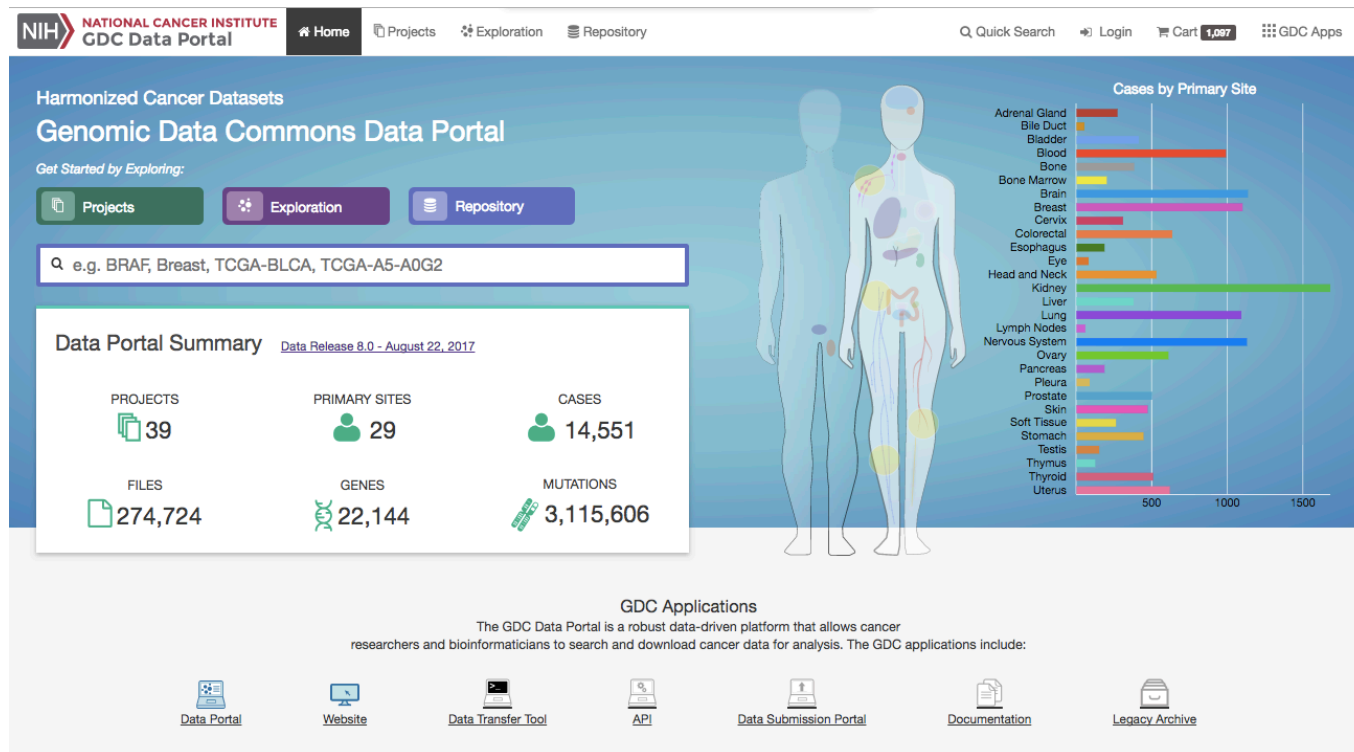 NIH NATIONAL CANCER INSTITUTE
GDC Data Portal
Home
Projects
Exploration
Repository
Quick Search
Login
Cart 1,097
GDC Apps
Harmonized Cancer Datasets
Genomic Data Commons Data Portal
Get Started by Exploring:
Projects
Exploration
Repository
e.g. BRAF, Breast, TCGA-BLCA, TCGA-A5-A0G2
Data Portal Summary Data Release 8.0 - August 22, 2017
PROJECTS
39
PRIMARY SITES
29
CASES
14,551
FILES
274,724
GENES
22,144
MUTATIONS
3,115,606
Cases by Primary Site
Adrenal Gland
Bile Duct
Bladder
Blood
Bone
Bone Marrow
Brain
Breast
Cervix
Colorectal
Esophagus
Eye
Head and Neck
Kidney
Liver
Lung
Lymph Nodes
Nervous System
Ovary
Pancreas
Pleura
Prostate
Skin
Soft Tissue
Stomach
Testis
Thymus
Thyroid
Uterus
500 1000 1500
GDC Applications
The GDC Data Portal is a robust data-driven platform that allows cancer
researchers and bioinformaticians to search and download cancer data for analysis. The GDC applications include:
Data Portal
Website
Data Transfer Tool
API
Data Submission Portal
Documentation
Legacy Archive